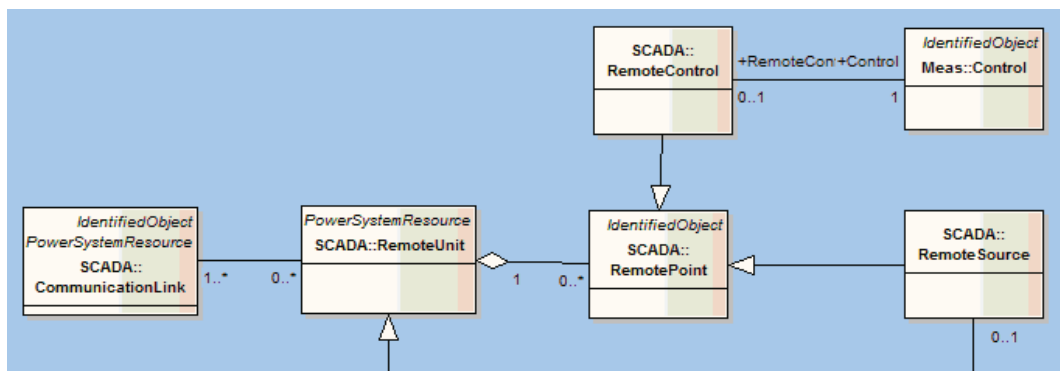 SCADA::
RemoteControl
+RemoteCon
+Control
0..1
1
IdentifiedObject
Meas::Control
IdentifiedObject
PowerSystemResource
SCADA::
CommunicationLink
1..*
0..*
PowerSystemResource
SCADA::RemoteUnit
1
0..*
IdentifiedObject
SCADA::
RemotePoint
SCADA::
RemoteSource
0..1